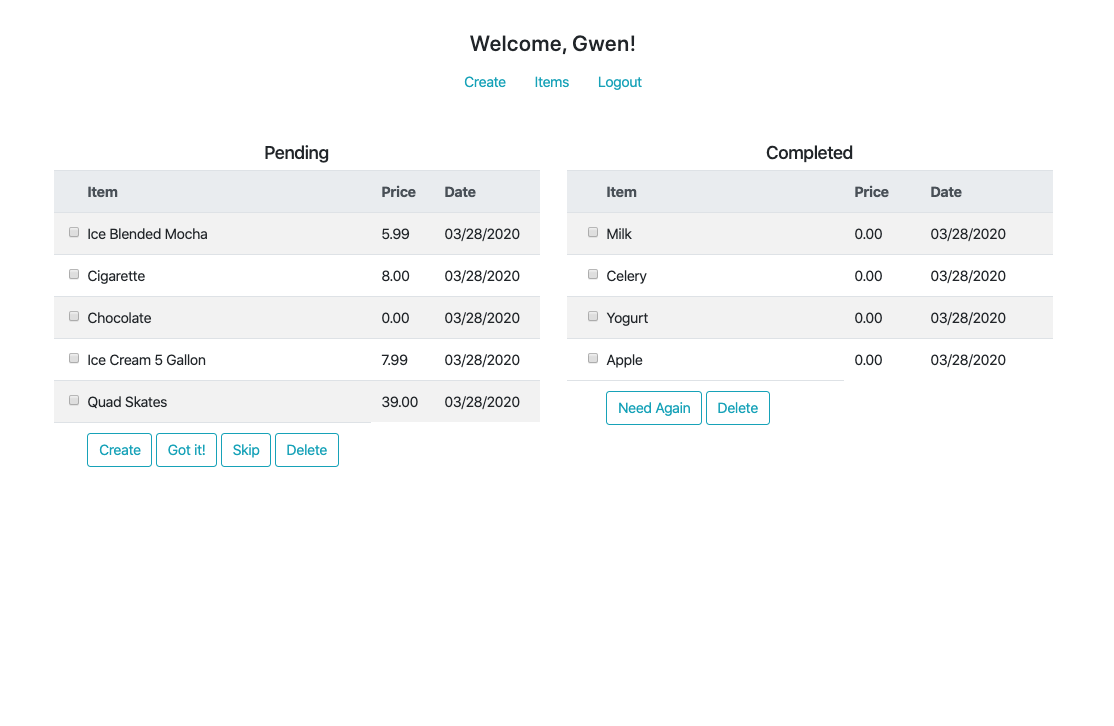 Welcome, Gwen!
Create Items Logout
Pending
Item Price Date
Ice Blended Mocha 5.99 03/28/2020
Cigarette 8.00 03/28/2020
Chocolate 0.00 03/28/2020
Ice Cream 5 Gallon 7.99 03/28/2020
Quad Skates 39.00 03/28/2020
Create Got it! Skip Delete
Completed
Item Price Date
Milk 0.00 03/28/2020
Celery 0.00 03/28/2020
Yogurt 0.00 03/28/2020
Apple 0.00 03/28/2020
Need Again Delete